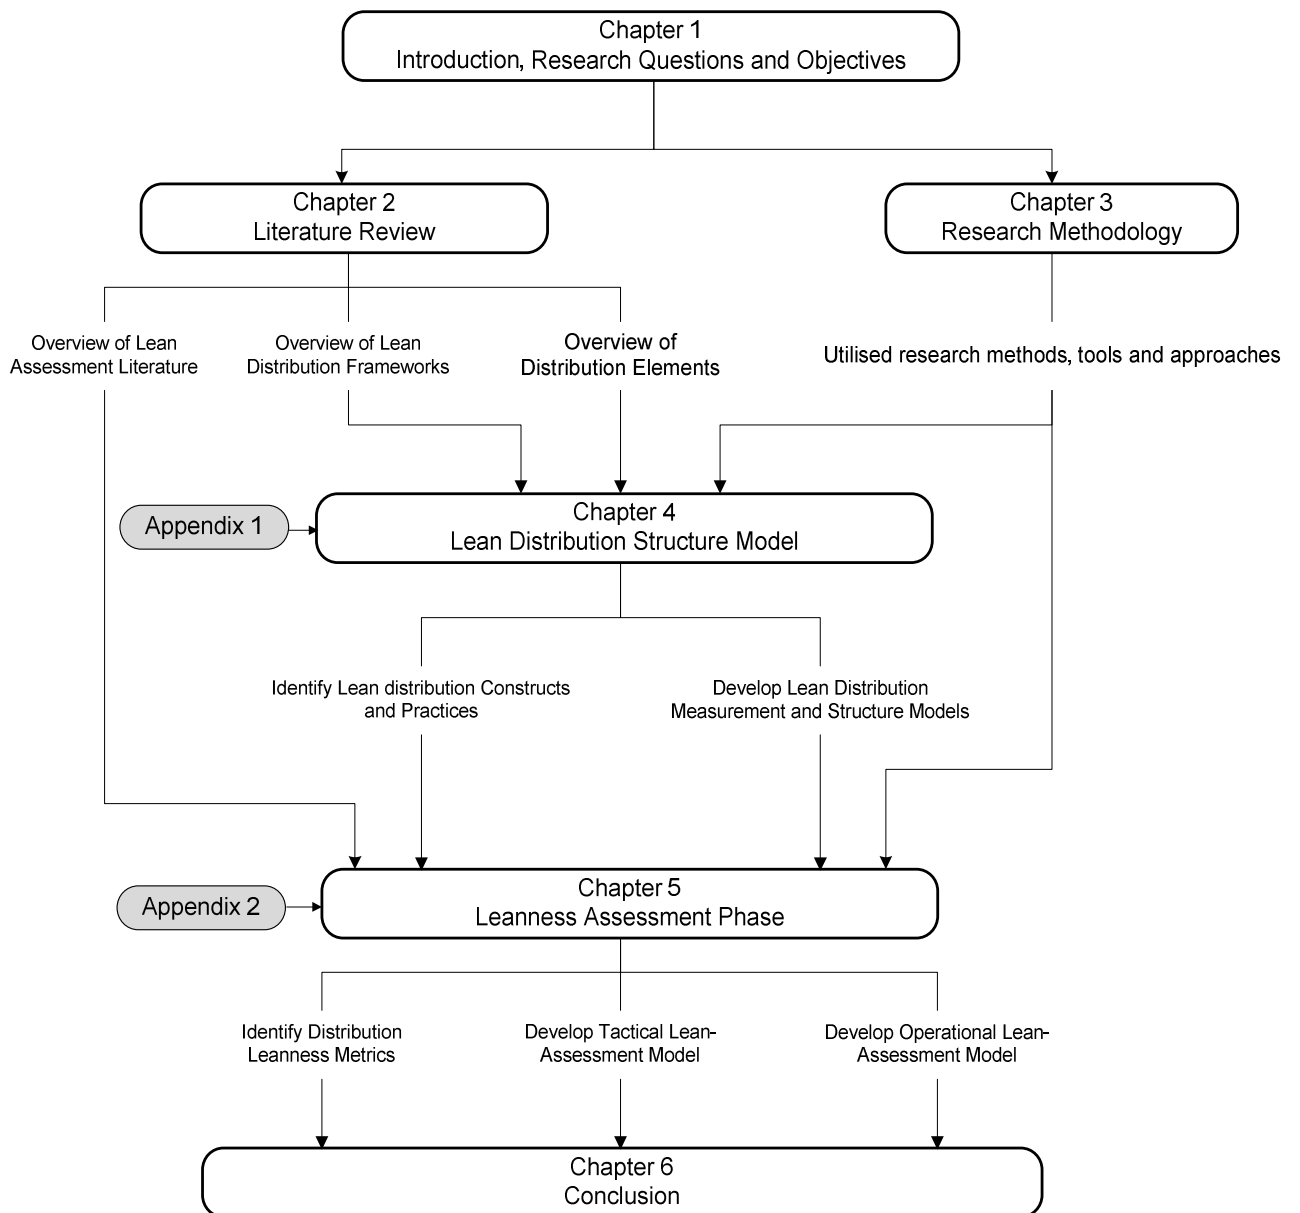 Chapter 1
Introduction, Research Questions and Objectives
Chapter 2
Literature Review
Chapter 3
Research Methodology
Overview of Lean
Assessment Literature
Overview of Lean
Distribution Frameworks
Overview of
Distribution Elements
Utilised research methods, tools and approaches
Appendix 1
Chapter 4
Lean Distribution Structure Model
Identify Lean distribution Constructs
and Practices
Develop Lean Distribution
Measurement and Structure Models
Appendix 2
Chapter 5
Leanness Assessment Phase
Identify Distribution
Leanness Metrics
Develop Tactical Lean-
Assessment Model
Develop Operational Lean-
Assessment Model
Chapter 6
Conclusion